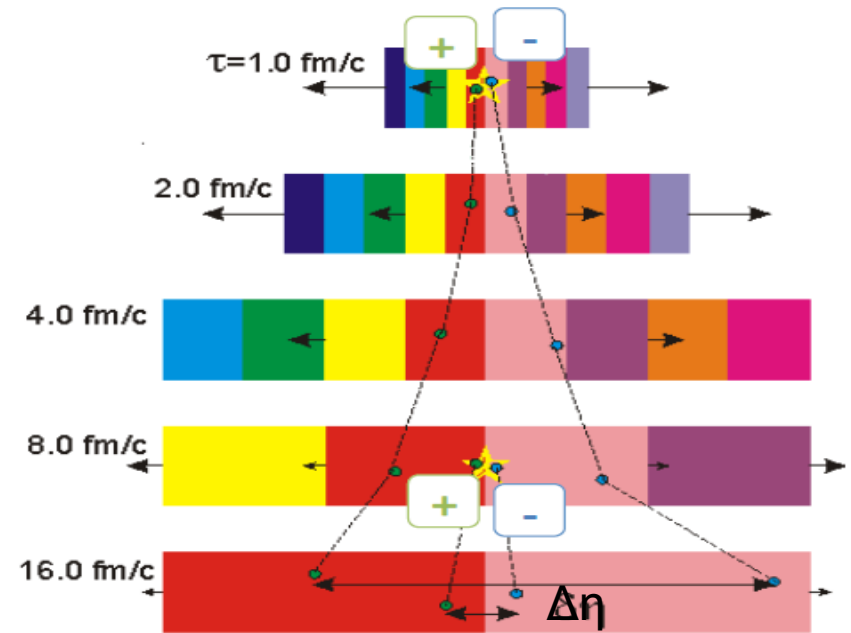 + -
τ=1.0 fm/c
2.0 fm/c
4.0 fm/c
8.0 fm/c
+ -
16.0 fm/c
Δη